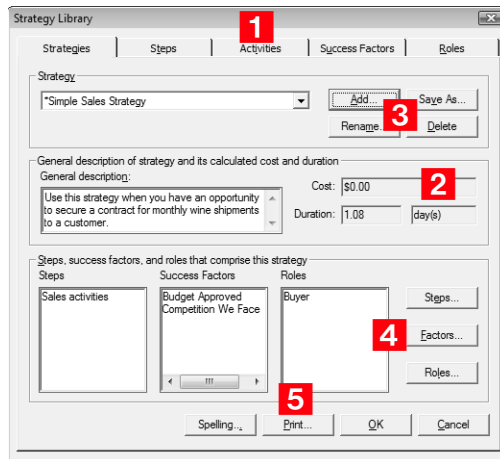 Strategy Library
1
Strategies Steps Activities Success Factors Roles
Strategy
*Simple Sales Strategy
Add... Save As...
3
Rename... Delete
General description of strategy and its calculated cost and duration
General description:
Use this strategy when you have an opportunity
to secure a contract for monthly wine shipments
to a customer.
Cost: $0.00
2
Duration: 1.08 day(s)
Steps, success factors, and roles that comprise this strategy
Steps Success Factors Roles
Sales activities
Budget Approved
Competition We Face
Buyer
Steps...
4
Factors...
Roles...
5
Spelling... Print... OK Cancel